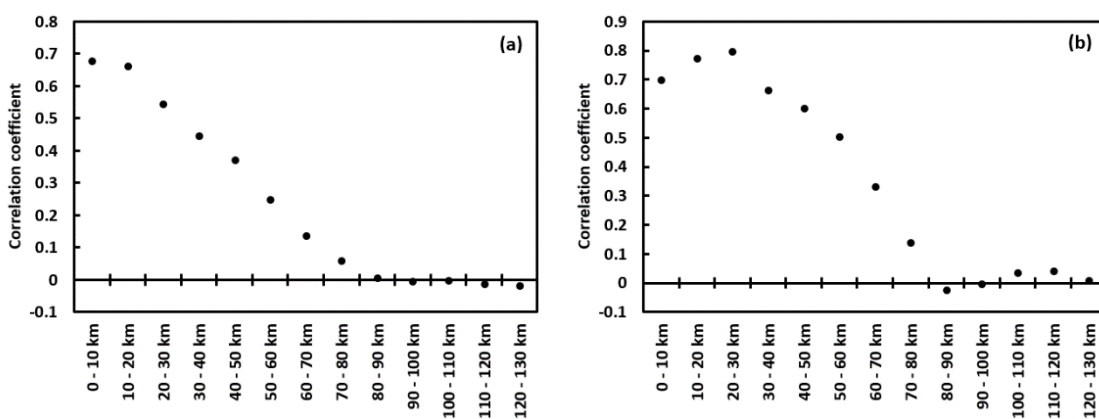 (a)
Correlation coefficient
0.8
0.7
0.6
0.5
0.4
0.3
0.2
0.1
0
-0.1
0 - 10 km
10 - 20 km
20 - 30 km
30 - 40 km
40 - 50 km
50 - 60 km
60 - 70 km
70 - 80 km
80 - 90 km
90 - 100 km
100 - 110 km
110 - 120 km
120 - 130 km
(b)
Correlation coefficient
0.9
0.8
0.7
0.6
0.5
0.4
0.3
0.2
0.1
0
-0.1
0 - 10 km
10 - 20 km
20 - 30 km
30 - 40 km
40 - 50 km
50 - 60 km
60 - 70 km
70 - 80 km
80 - 90 km
90 - 100 km
100 - 110 km
110 - 120 km
120 - 130 km